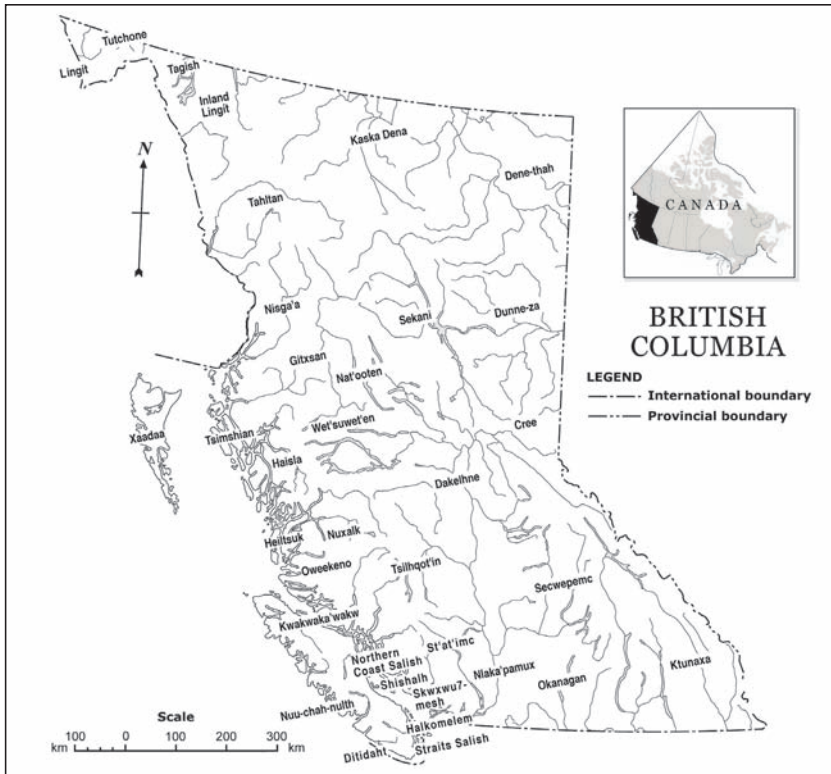 Tutchone
Lingít
Tagish
Inland
Lingít
Kaska Dena
Dene-thah
N
Tahltan
CANADA
Nisga'a
Sekani
Dunne-za
BRITISH
COLUMBIA
Gitxsan
Nat'ooten
LEGEND
International boundary
Provincial boundary
Xaadaa
Tsimshian
Wet'suwet'en
Cree
Haisla
Dakelhne
Heiltsuk
Nuxalk
Oweekeno
Tsilhqot'in
Secwepemc
Kwakwaka'wakw
Northern
Coast Salish
St'at'imc
Nlaka'pamux
Ktunaxa
Shishalh
Okanagan
Skwxwu7-
mesh
Nuu-chah-nulth
Halkomelem
Ditidaht
Straits Salish
Scale
km 100 0 100 200 300 km